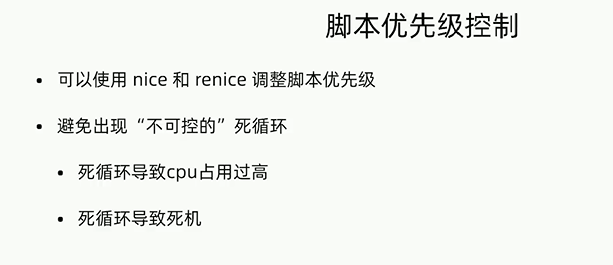 脚本优先级控制
• 可以使用 nice 和 renice 调整脚本优先级
• 避免出现“不可控的”死循环
• 死循环导致cpu占用过高
• 死循环导致死机